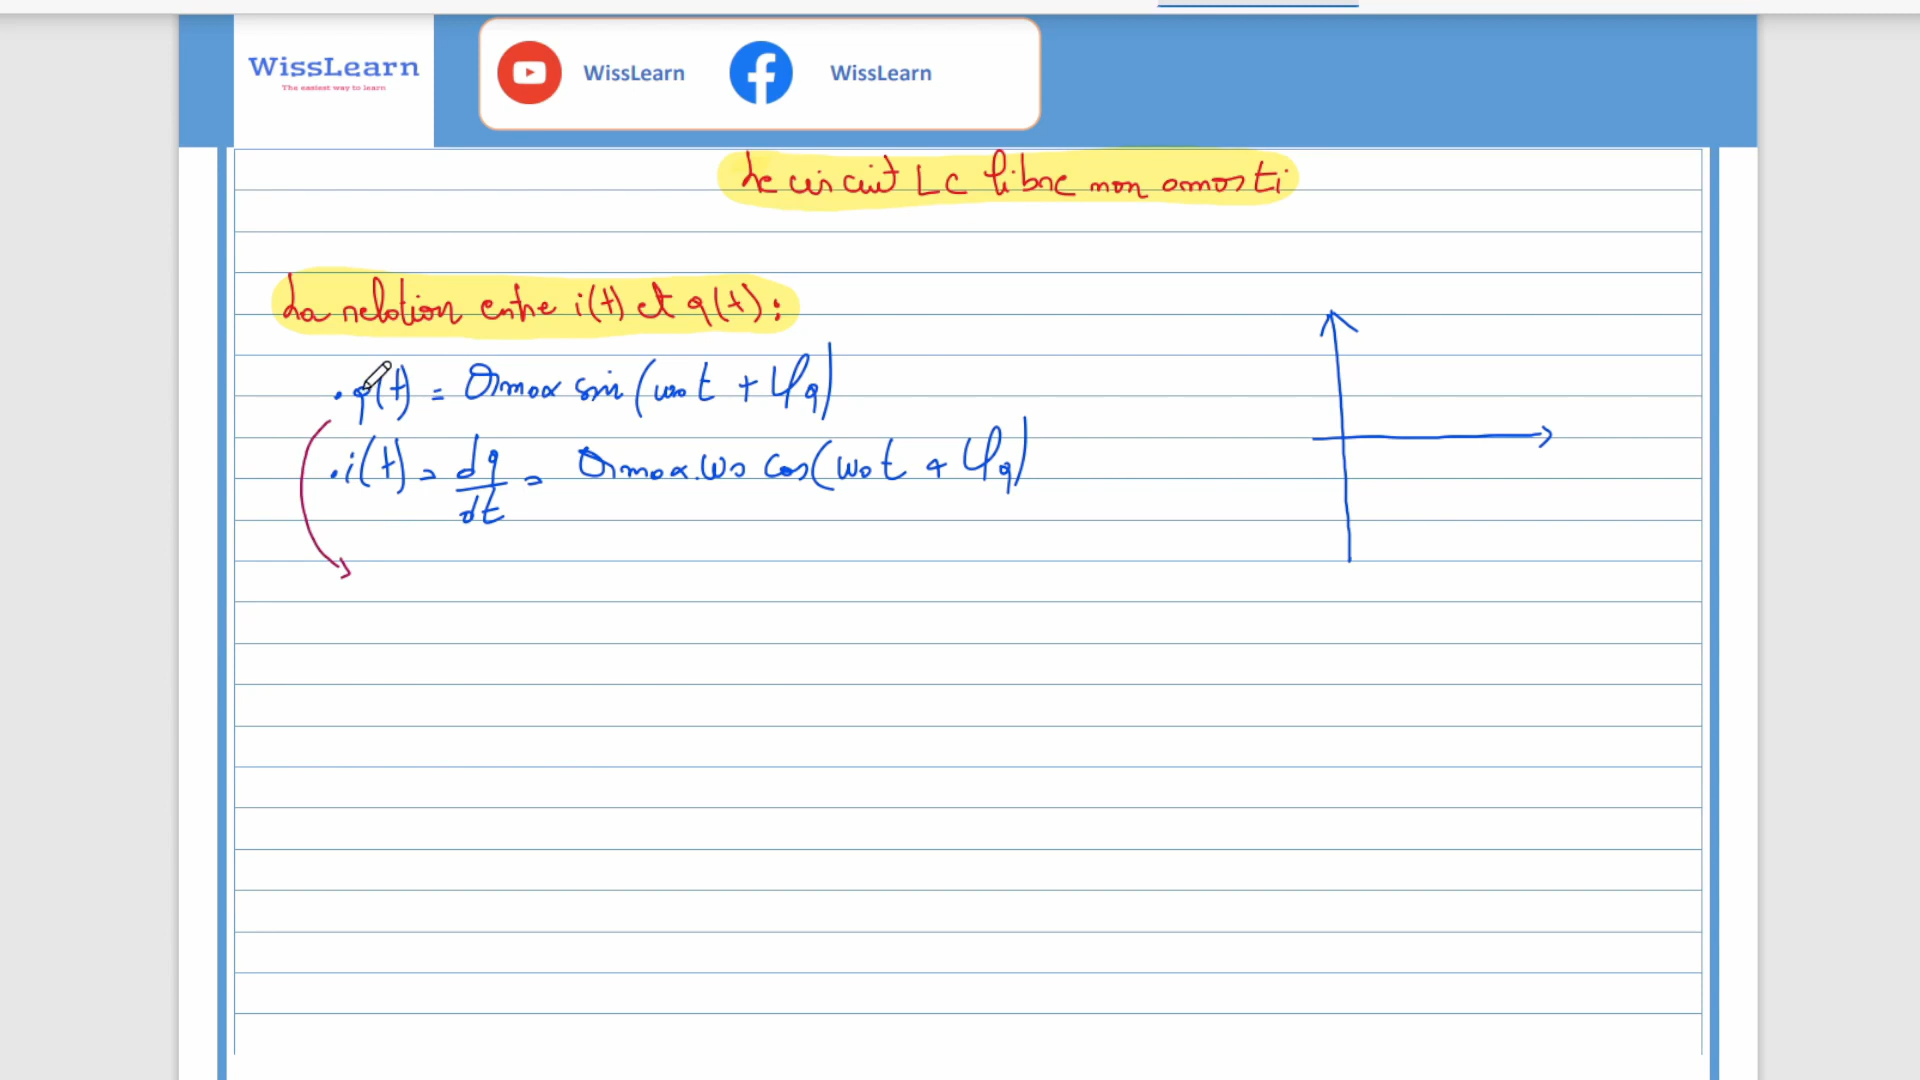 WissLearn
The easiest way to learn
WissLearn
WissLearn
Le circuit LC libre non amorti
La relation entre i(t) et q(t):
. q(t) = Qmax sin(ω₀t + φq)
. i(t) = dq/dt = Qmax.ω₀ cos(ω₀t + φq)